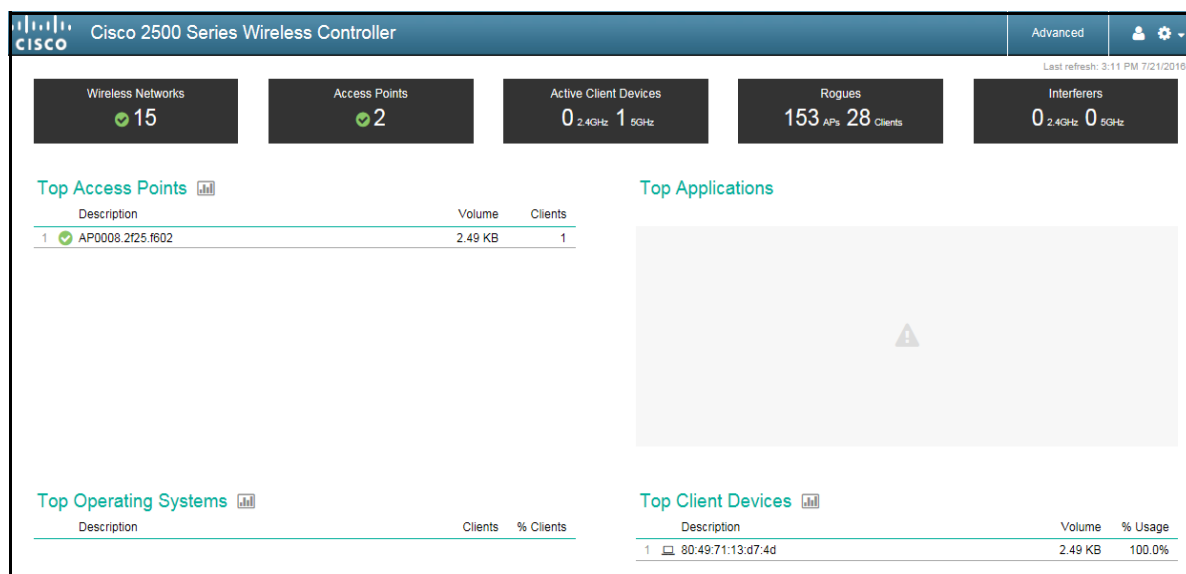 CISCO Cisco 2500 Series Wireless Controller Advanced
Last refresh: 3:11 PM 7/21/2016
Wireless Networks
15
Access Points
2
Active Client Devices
0 2.4GHz 1 5GHz
Rogues
153 APs 28 Clients
Interferers
0 2.4GHz 0 5GHz
Top Access Points
Description Volume Clients
1 AP0008.2f25.f602 2.49 KB 1
Top Applications
Top Operating Systems
Description Clients % Clients
Top Client Devices
Description Volume % Usage
1 80:49:71:13:d7:4d 2.49 KB 100.0%